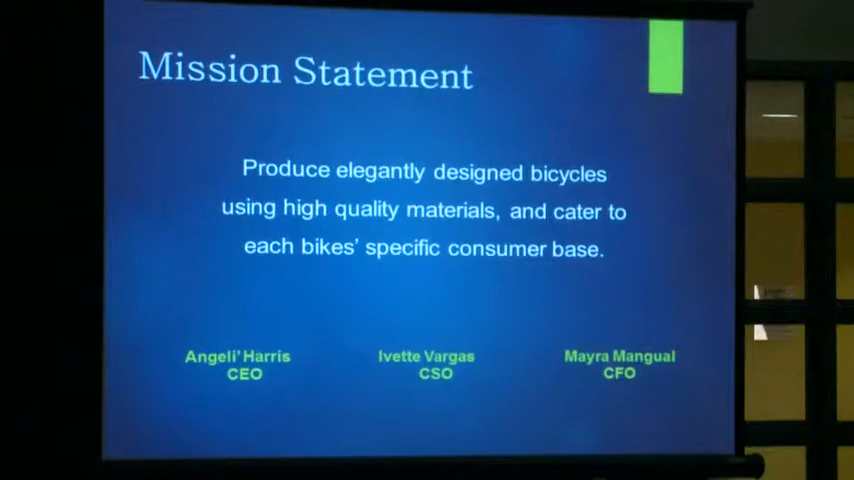 Mission Statement
Produce elegantly designed bicycles
using high quality materials, and cater to
each bikes’ specific consumer base.
Angeli’ Harris
CEO
Ivette Vargas
CSO
Mayra Mangual
CFO